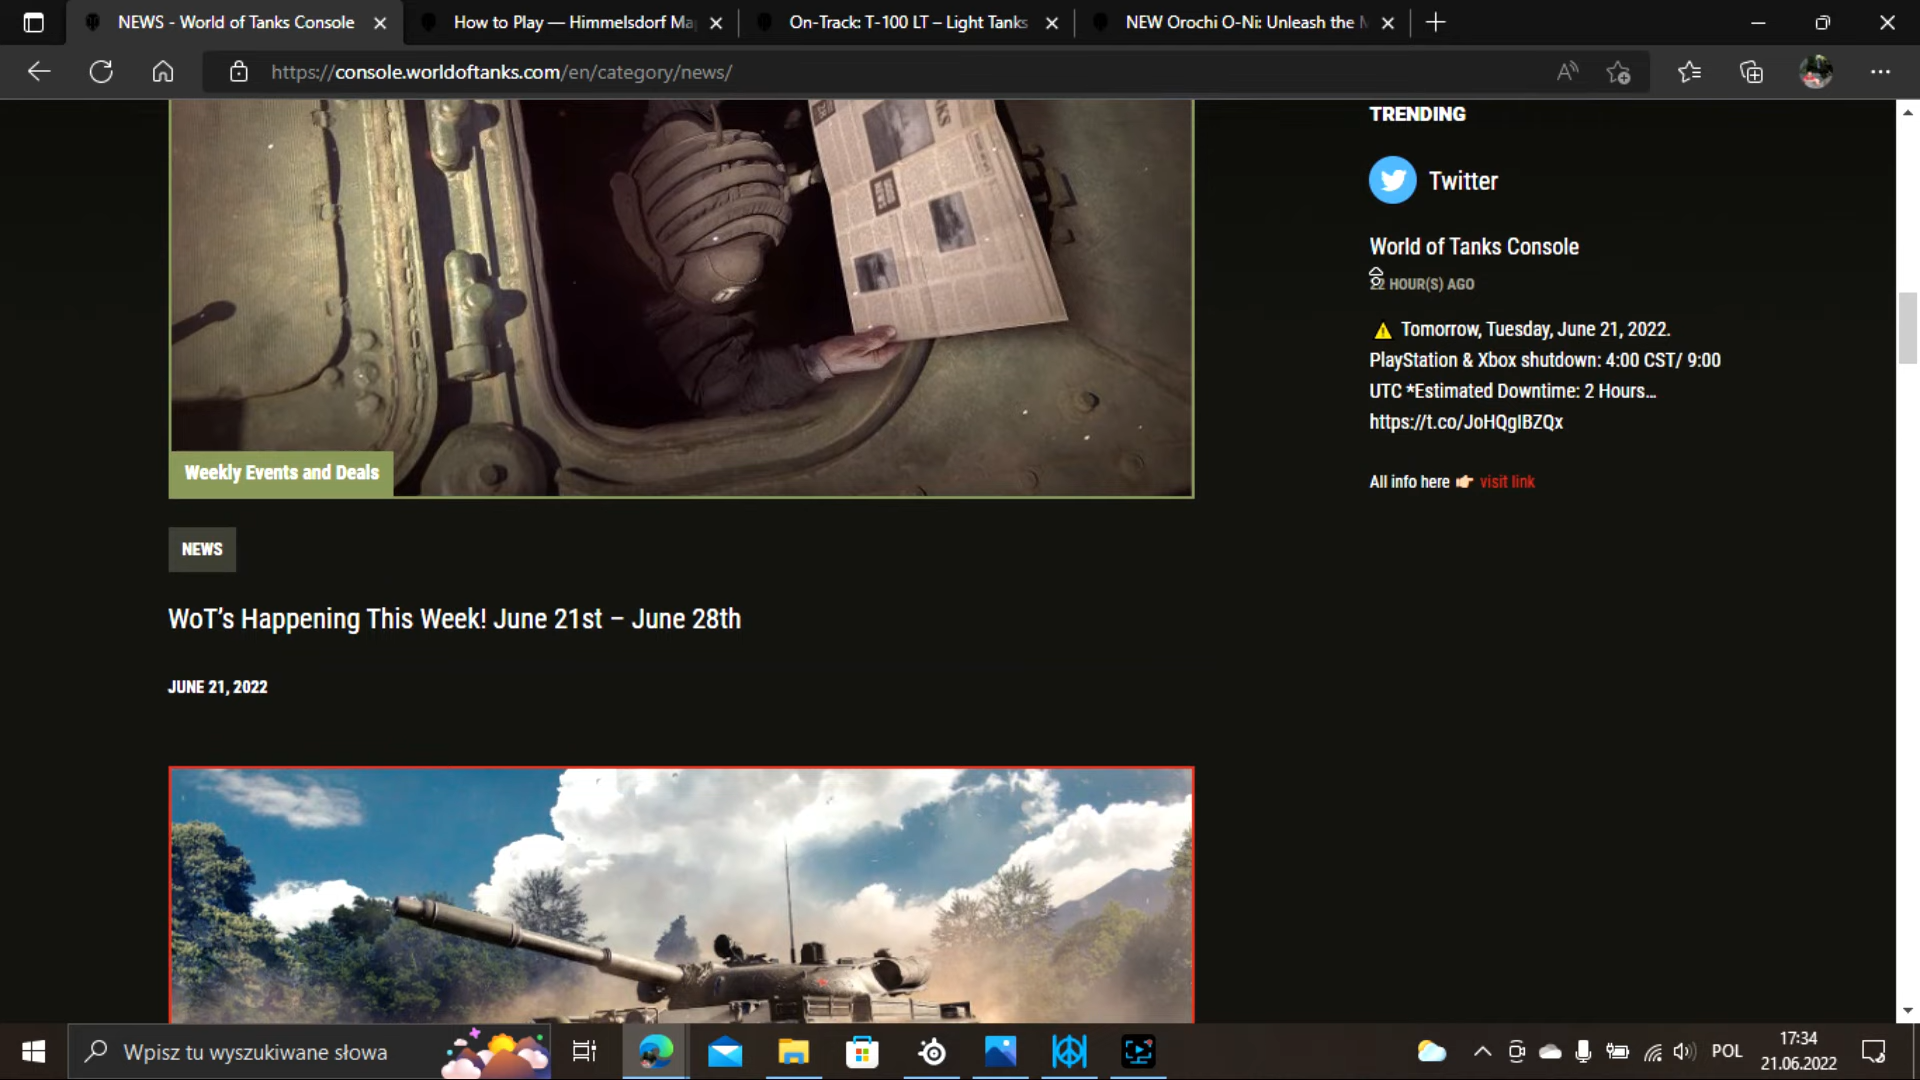 NEWS - World of Tanks Console
How to Play — Himmelsdorf Ma
On-Track: T-100 LT – Light Tanks
NEW Orochi O-Ni: Unleash the
https://console.worldoftanks.com/en/category/news/
TRENDING
Twitter
World of Tanks Console
22 HOUR(S) AGO
⚠ Tomorrow, Tuesday, June 21, 2022.
PlayStation & Xbox shutdown: 4:00 CST/ 9:00
UTC *Estimated Downtime: 2 Hours…
https://t.co/JoHQgIBZQx
All info here 👉 visit link
Weekly Events and Deals
NEWS
WoT’s Happening This Week! June 21st – June 28th
JUNE 21, 2022
Wpisz tu wyszukiwane słowa
POL
17:34
21.06.2022